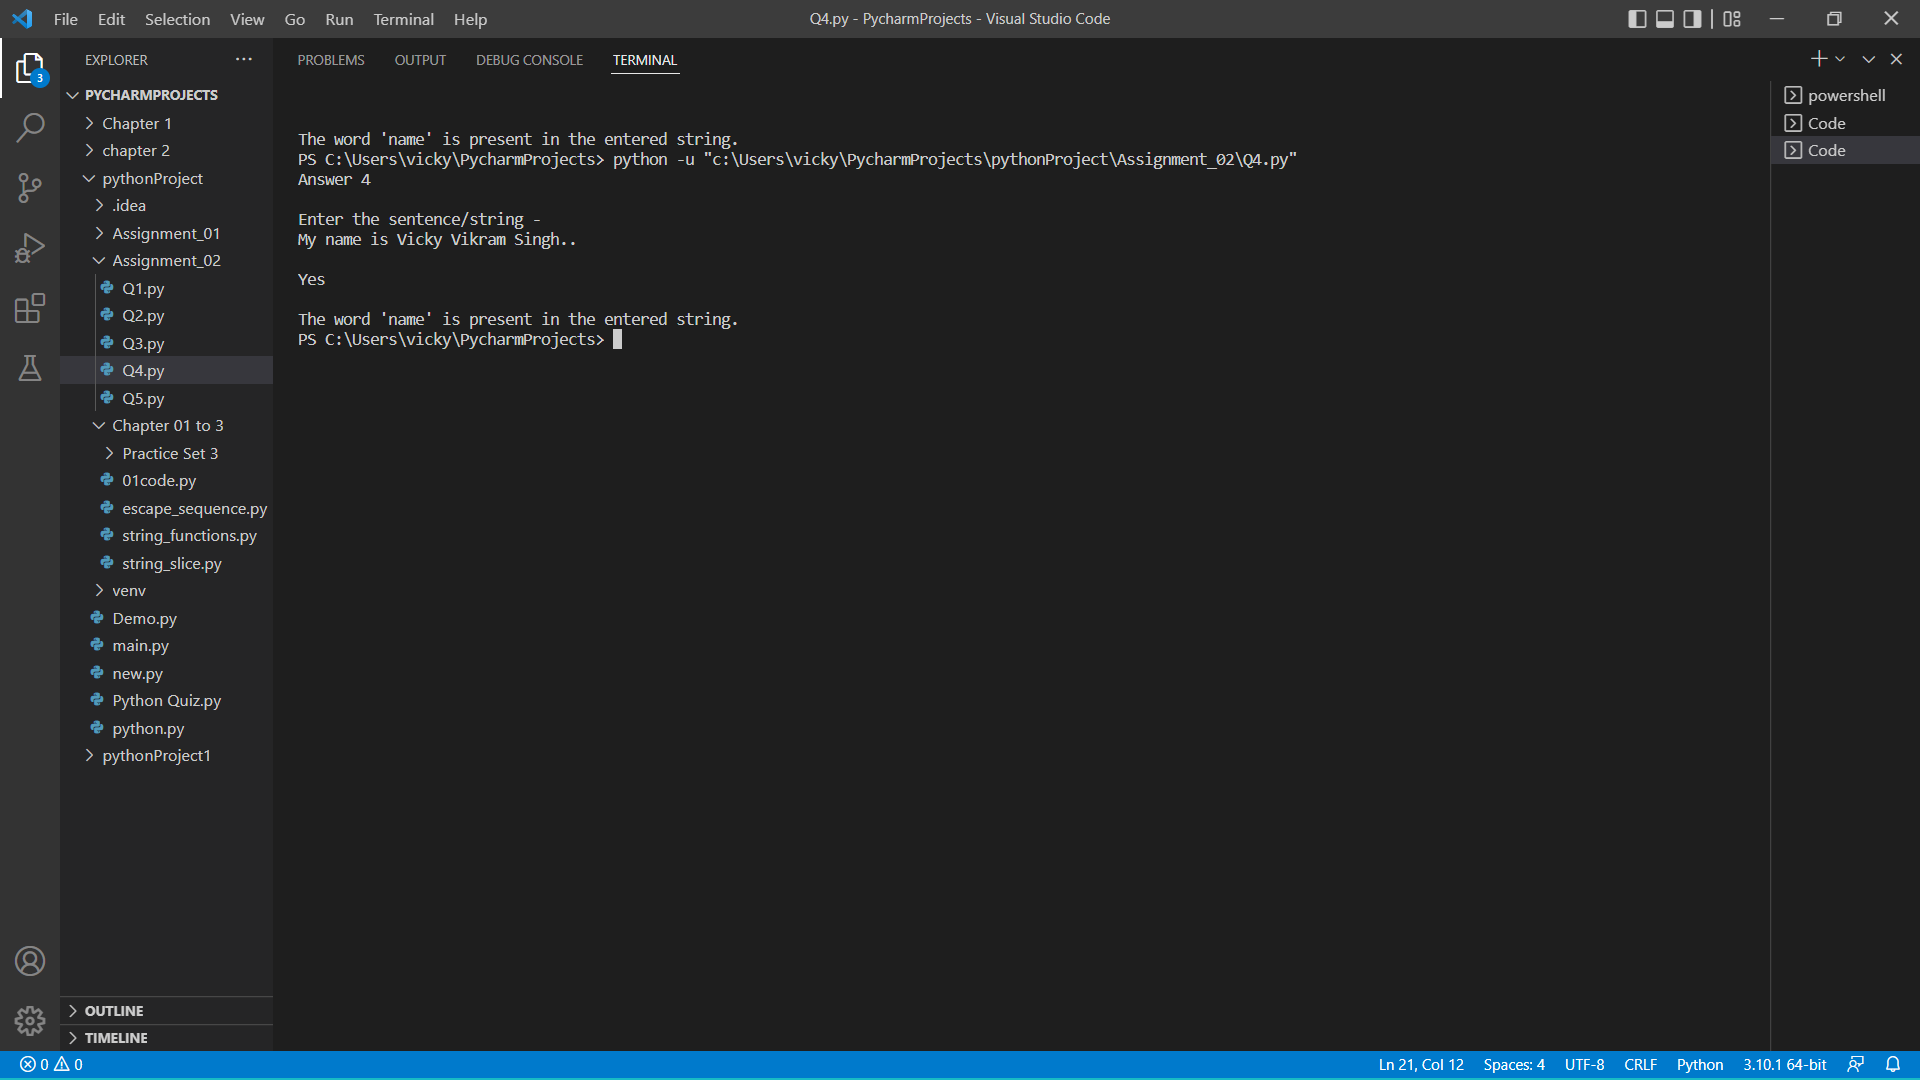 File Edit Selection View Go Run Terminal Help
Q4.py - PycharmProjects - Visual Studio Code
3
EXPLORER
PYCHARMPROJECTS
Chapter 1
chapter 2
pythonProject
.idea
Assignment_01
Assignment_02
Q1.py
Q2.py
Q3.py
Q4.py
Q5.py
Chapter 01 to 3
Practice Set 3
01code.py
escape_sequence.py
string_functions.py
string_slice.py
venv
Demo.py
main.py
new.py
Python Quiz.py
python.py
pythonProject1
OUTLINE
TIMELINE
PROBLEMS OUTPUT DEBUG CONSOLE TERMINAL
The word 'name' is present in the entered string.
PS C:\Users\vicky\PycharmProjects> python -u "c:\Users\vicky\PycharmProjects\pythonProject\Assignment_02\Q4.py"
Answer 4
Enter the sentence/string -
My name is Vicky Vikram Singh..
Yes
The word 'name' is present in the entered string.
PS C:\Users\vicky\PycharmProjects>
powershell
Code
Code
0 0
Ln 21, Col 12 Spaces: 4 UTF-8 CRLF Python 3.10.1 64-bit